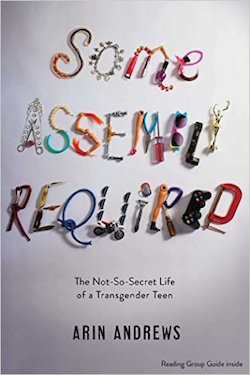 Some
ASSEMBLY
REQUIRED
The Not-So-Secret Life
of a Transgender Teen
ARIN ANDREWS
Reading Group Guide inside